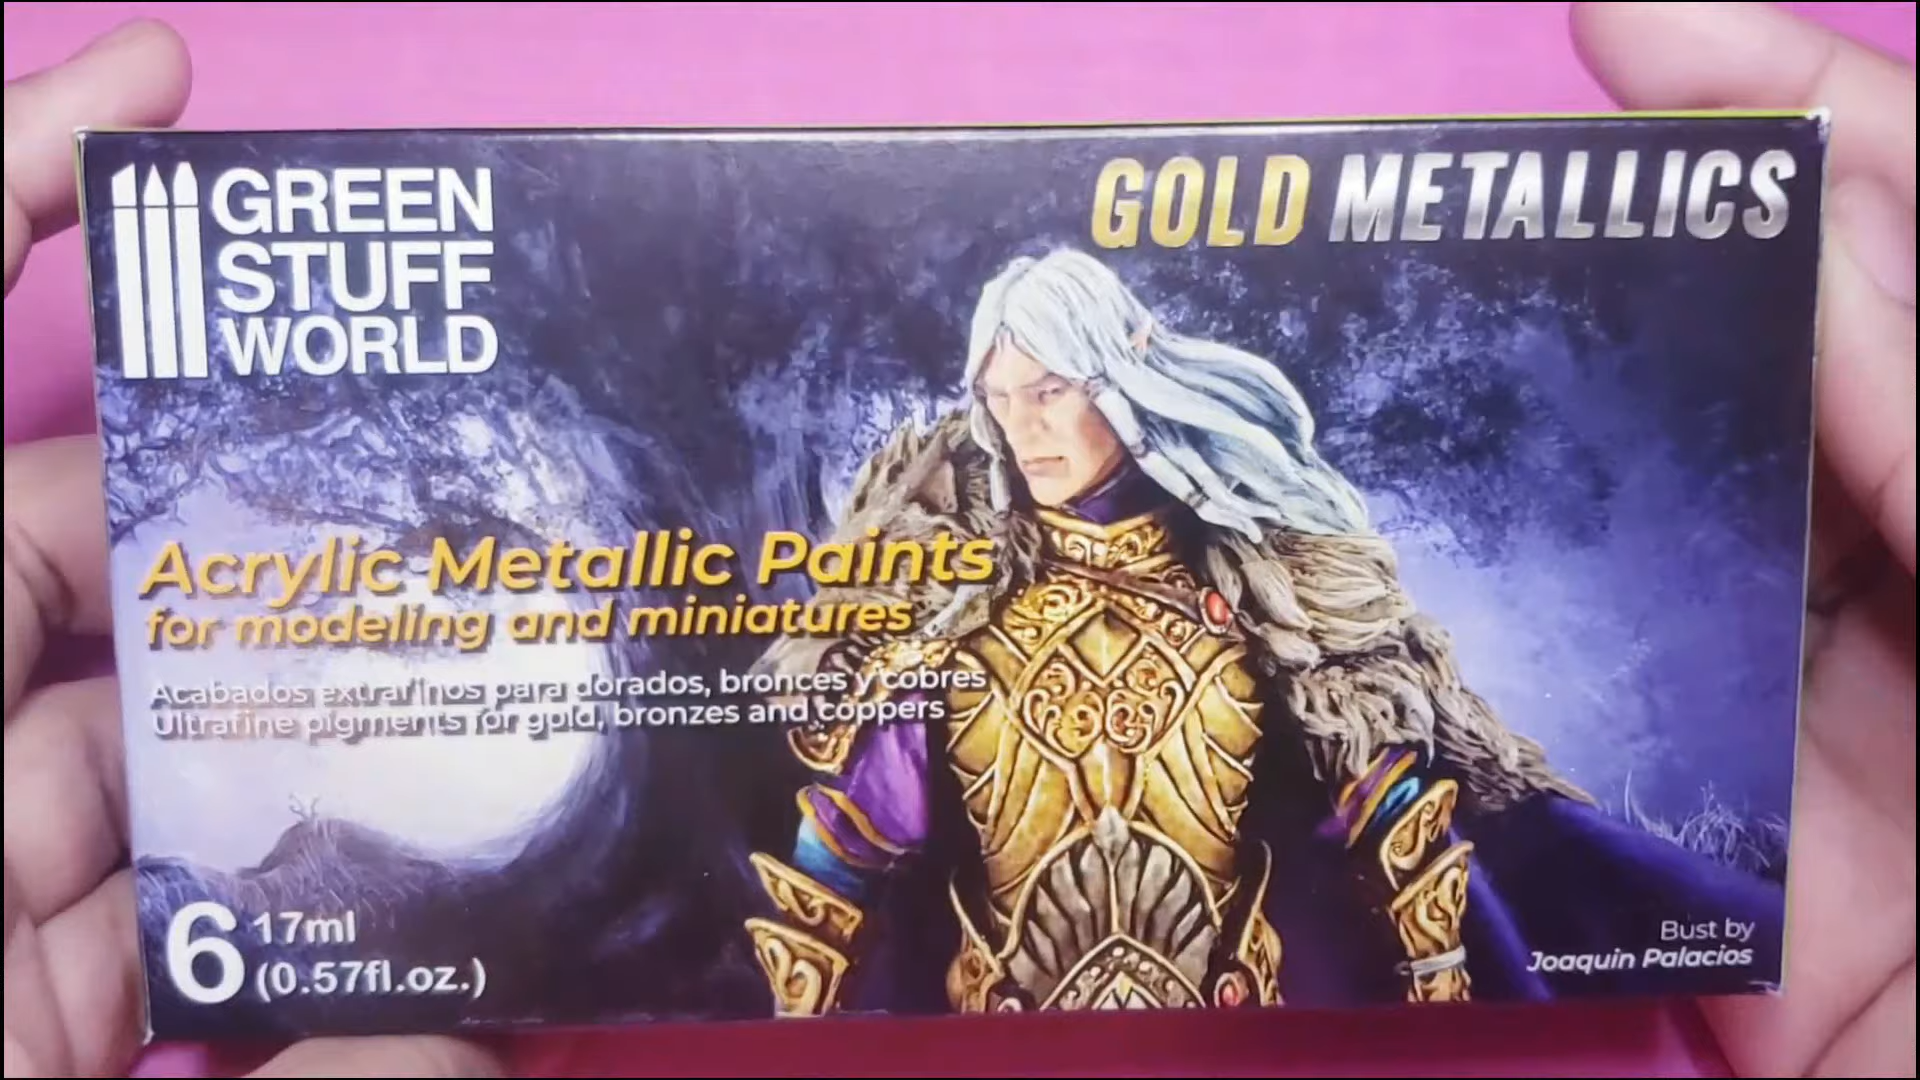 GREEN
STUFF
WORLD
GOLD METALLICS
Acrylic Metallic Paints
for modeling and miniatures
Acabados extrafinos para dorados, bronces y cobres
Ultrafine pigments for gold, bronzes and coppers
6 17ml
(0.57fl.oz.)
Bust by
Joaquin Palacios